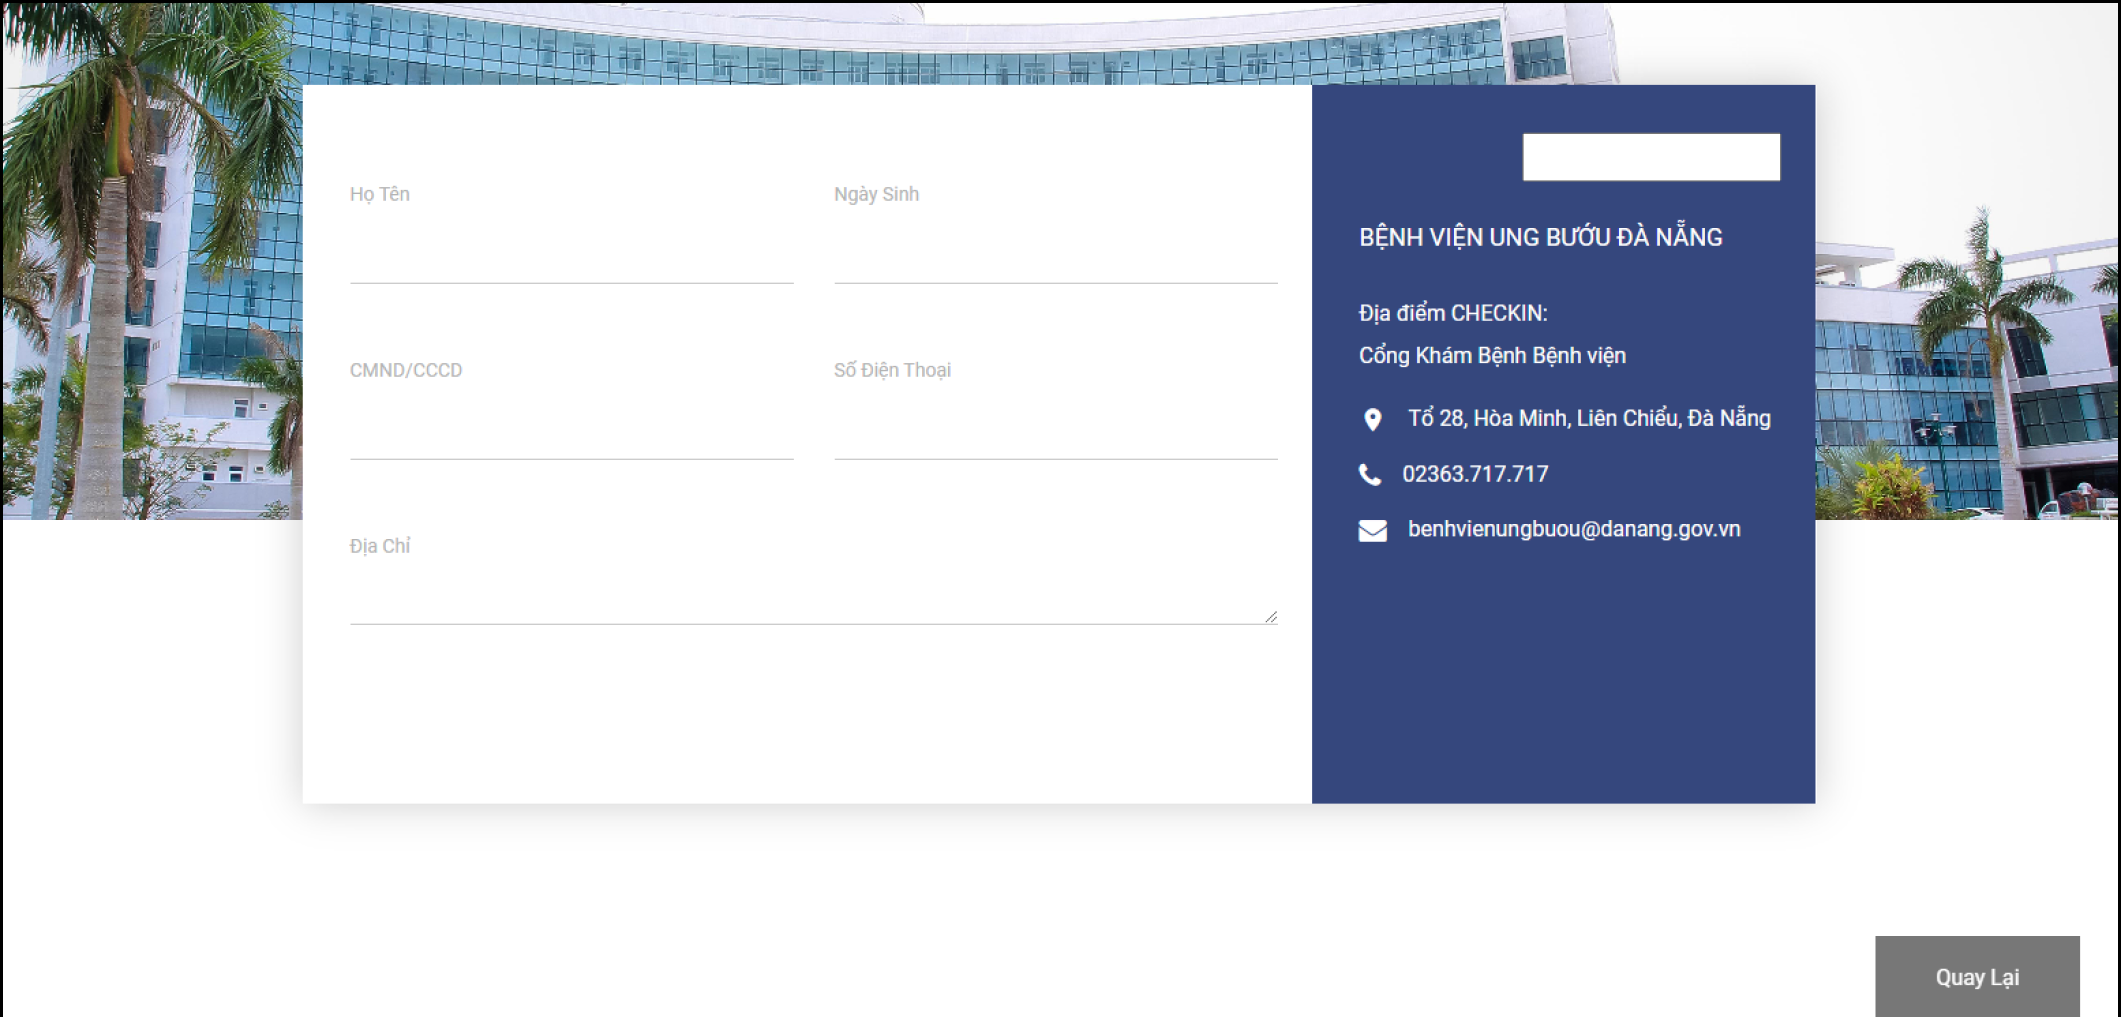 Họ Tên
Ngày Sinh
CMND/CCCD
Số Điện Thoại
Địa Chỉ
BỆNH VIỆN UNG BƯỚU ĐÀ NẴNG
Địa điểm CHECKIN:
Cổng Khám Bệnh Bệnh viện
Tổ 28, Hòa Minh, Liên Chiểu, Đà Nẵng
02363.717.717
benhvienungbuou@danang.gov.vn
Quay Lại